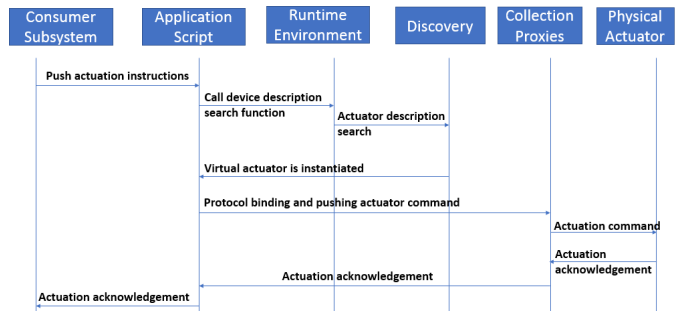 Consumer
Subsystem
Application
Script
Runtime
Environment
Discovery
Collection
Proxies
Physical
Actuator
Push actuation instructions
Call device description
search function
Actuator description
search
Virtual actuator is instantiated
Protocol binding and pushing actuator command
Actuation command
Actuation
acknowledgement
Actuation acknowledgement
Actuation acknowledgement